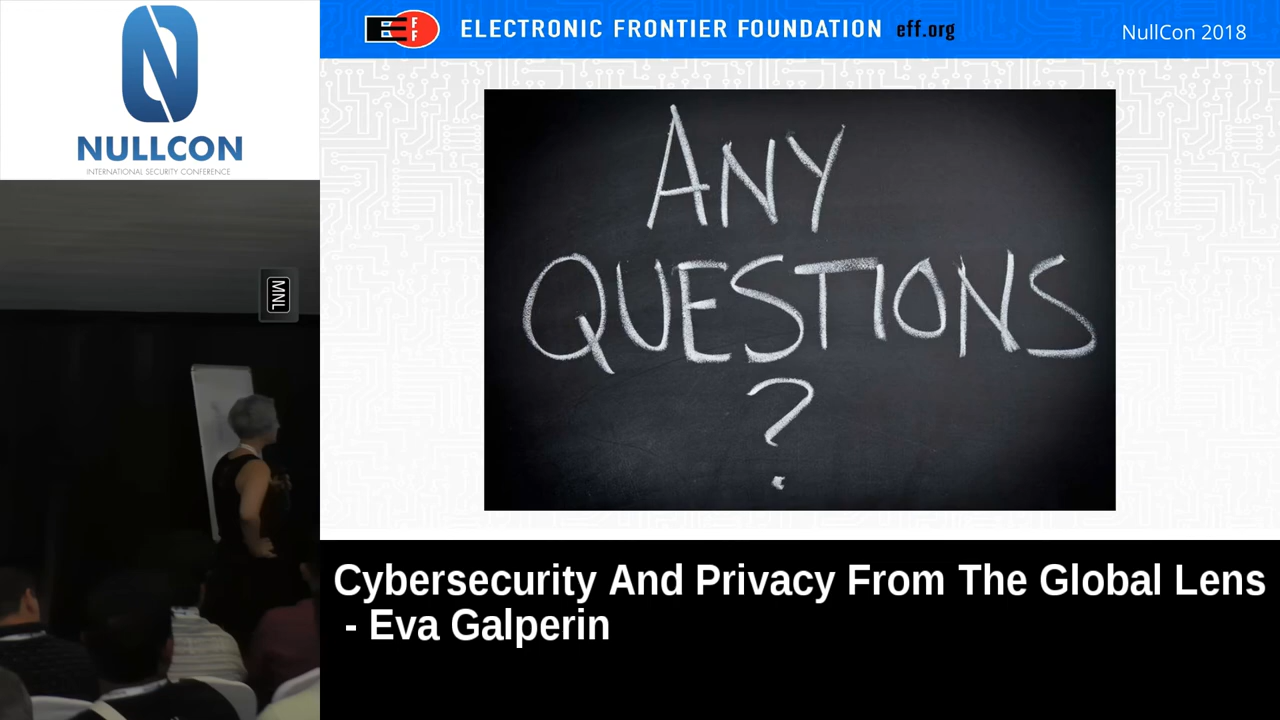 NULLCON
INTERNATIONAL SECURITY CONFERENCE
MNL
EFF
ELECTRONIC FRONTIER FOUNDATION eff.org
NullCon 2018
ANY
QUESTIONS
?
Cybersecurity And Privacy From The Global Lens
- Eva Galperin